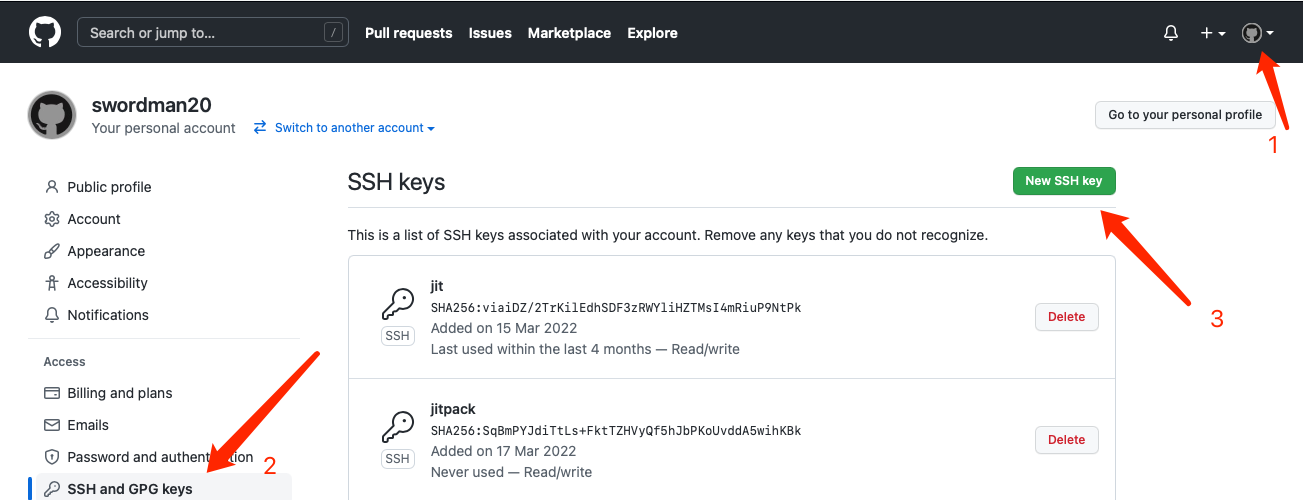 Search or jump to... / Pull requests Issues Marketplace Explore
swordman20
Your personal account Switch to another account
Go to your personal profile
1
Public profile
Account
Appearance
Accessibility
Notifications
Access
Billing and plans
Emails
Password and authentication
2
SSH and GPG keys
SSH keys
New SSH key
3
This is a list of SSH keys associated with your account. Remove any keys that you do not recognize.
jit
SHA256:viaiDZ/2TrKilEdhSDF3zRWYliHZTMsI4mRiuP9NtPk
SSH
Added on 15 Mar 2022
Last used within the last 4 months — Read/write
Delete
jitpack
SHA256:SqBmPYJdiTtLs+FktTZHVyQf5hJbPKoUvddA5wihKBk
SSH
Added on 17 Mar 2022
Never used — Read/write
Delete